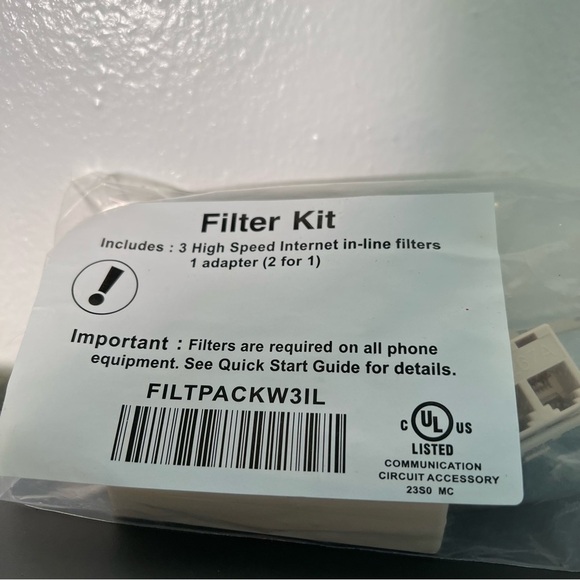 Filter Kit
Includes : 3 High Speed Internet in-line filters
1 adapter (2 for 1)
!
Important : Filters are required on all phone
equipment. See Quick Start Guide for details.
FILTPACKW3IL
C UL US
LISTED
COMMUNICATION
CIRCUIT ACCESSORY
23S0 MC